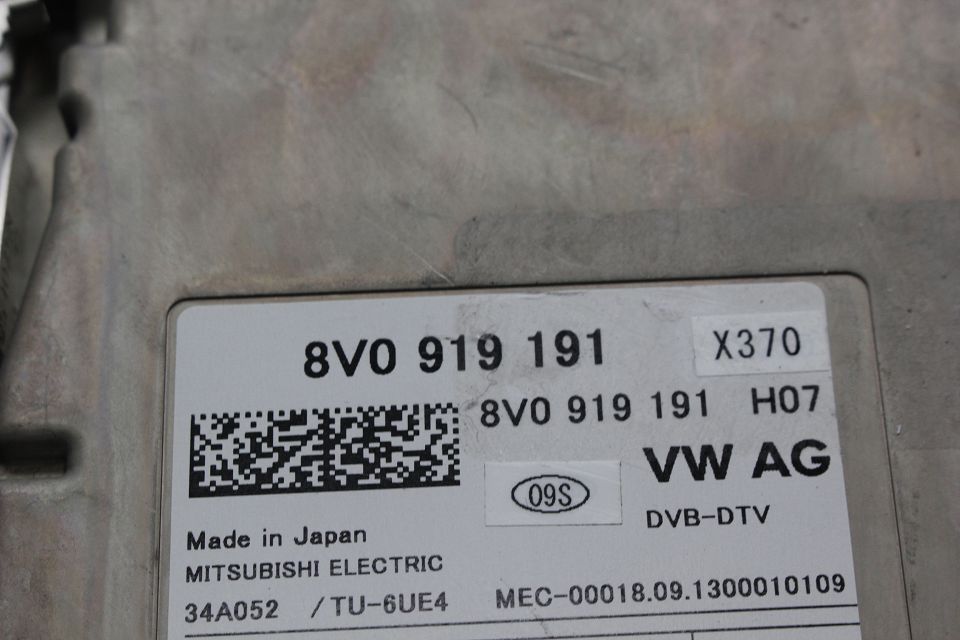 8V0 919 191
X370
8V0 919 191 H07
VW AG
09S
DVB-DTV
Made in Japan
MITSUBISHI ELECTRIC
34A052 /TU-6UE4 MEC-00018.09.1300010109